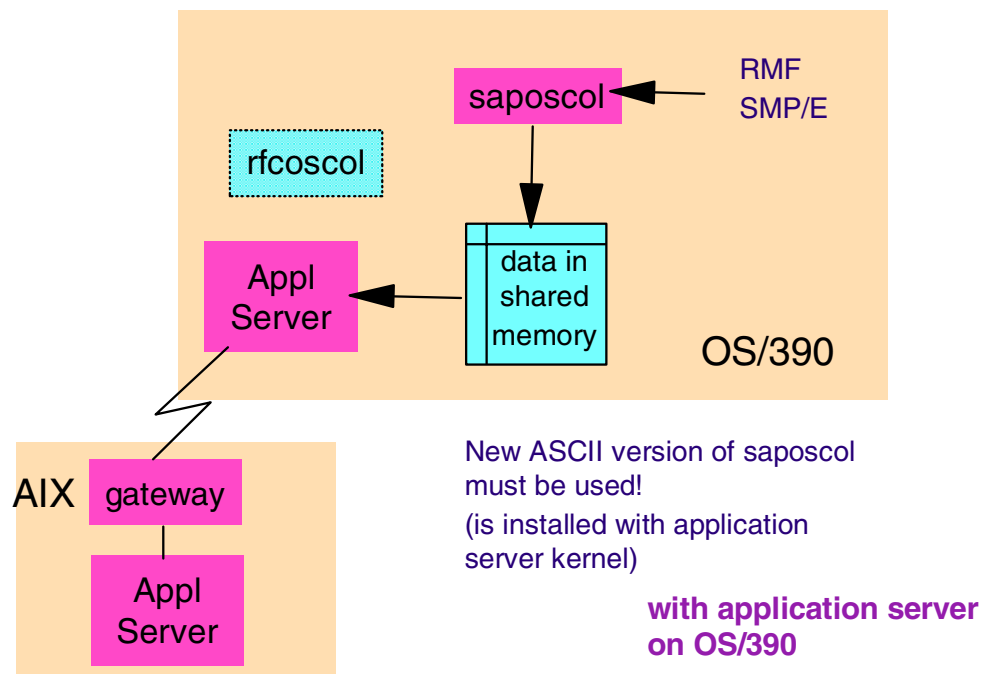 RMF
SMP/E
saposcol
rfcoscol
data in
shared
memory
Appl
Server
OS/390
AIX
gateway
Appl
Server
New ASCII version of saposcol
must be used!
(is installed with application
server kernel)
with application server
on OS/390